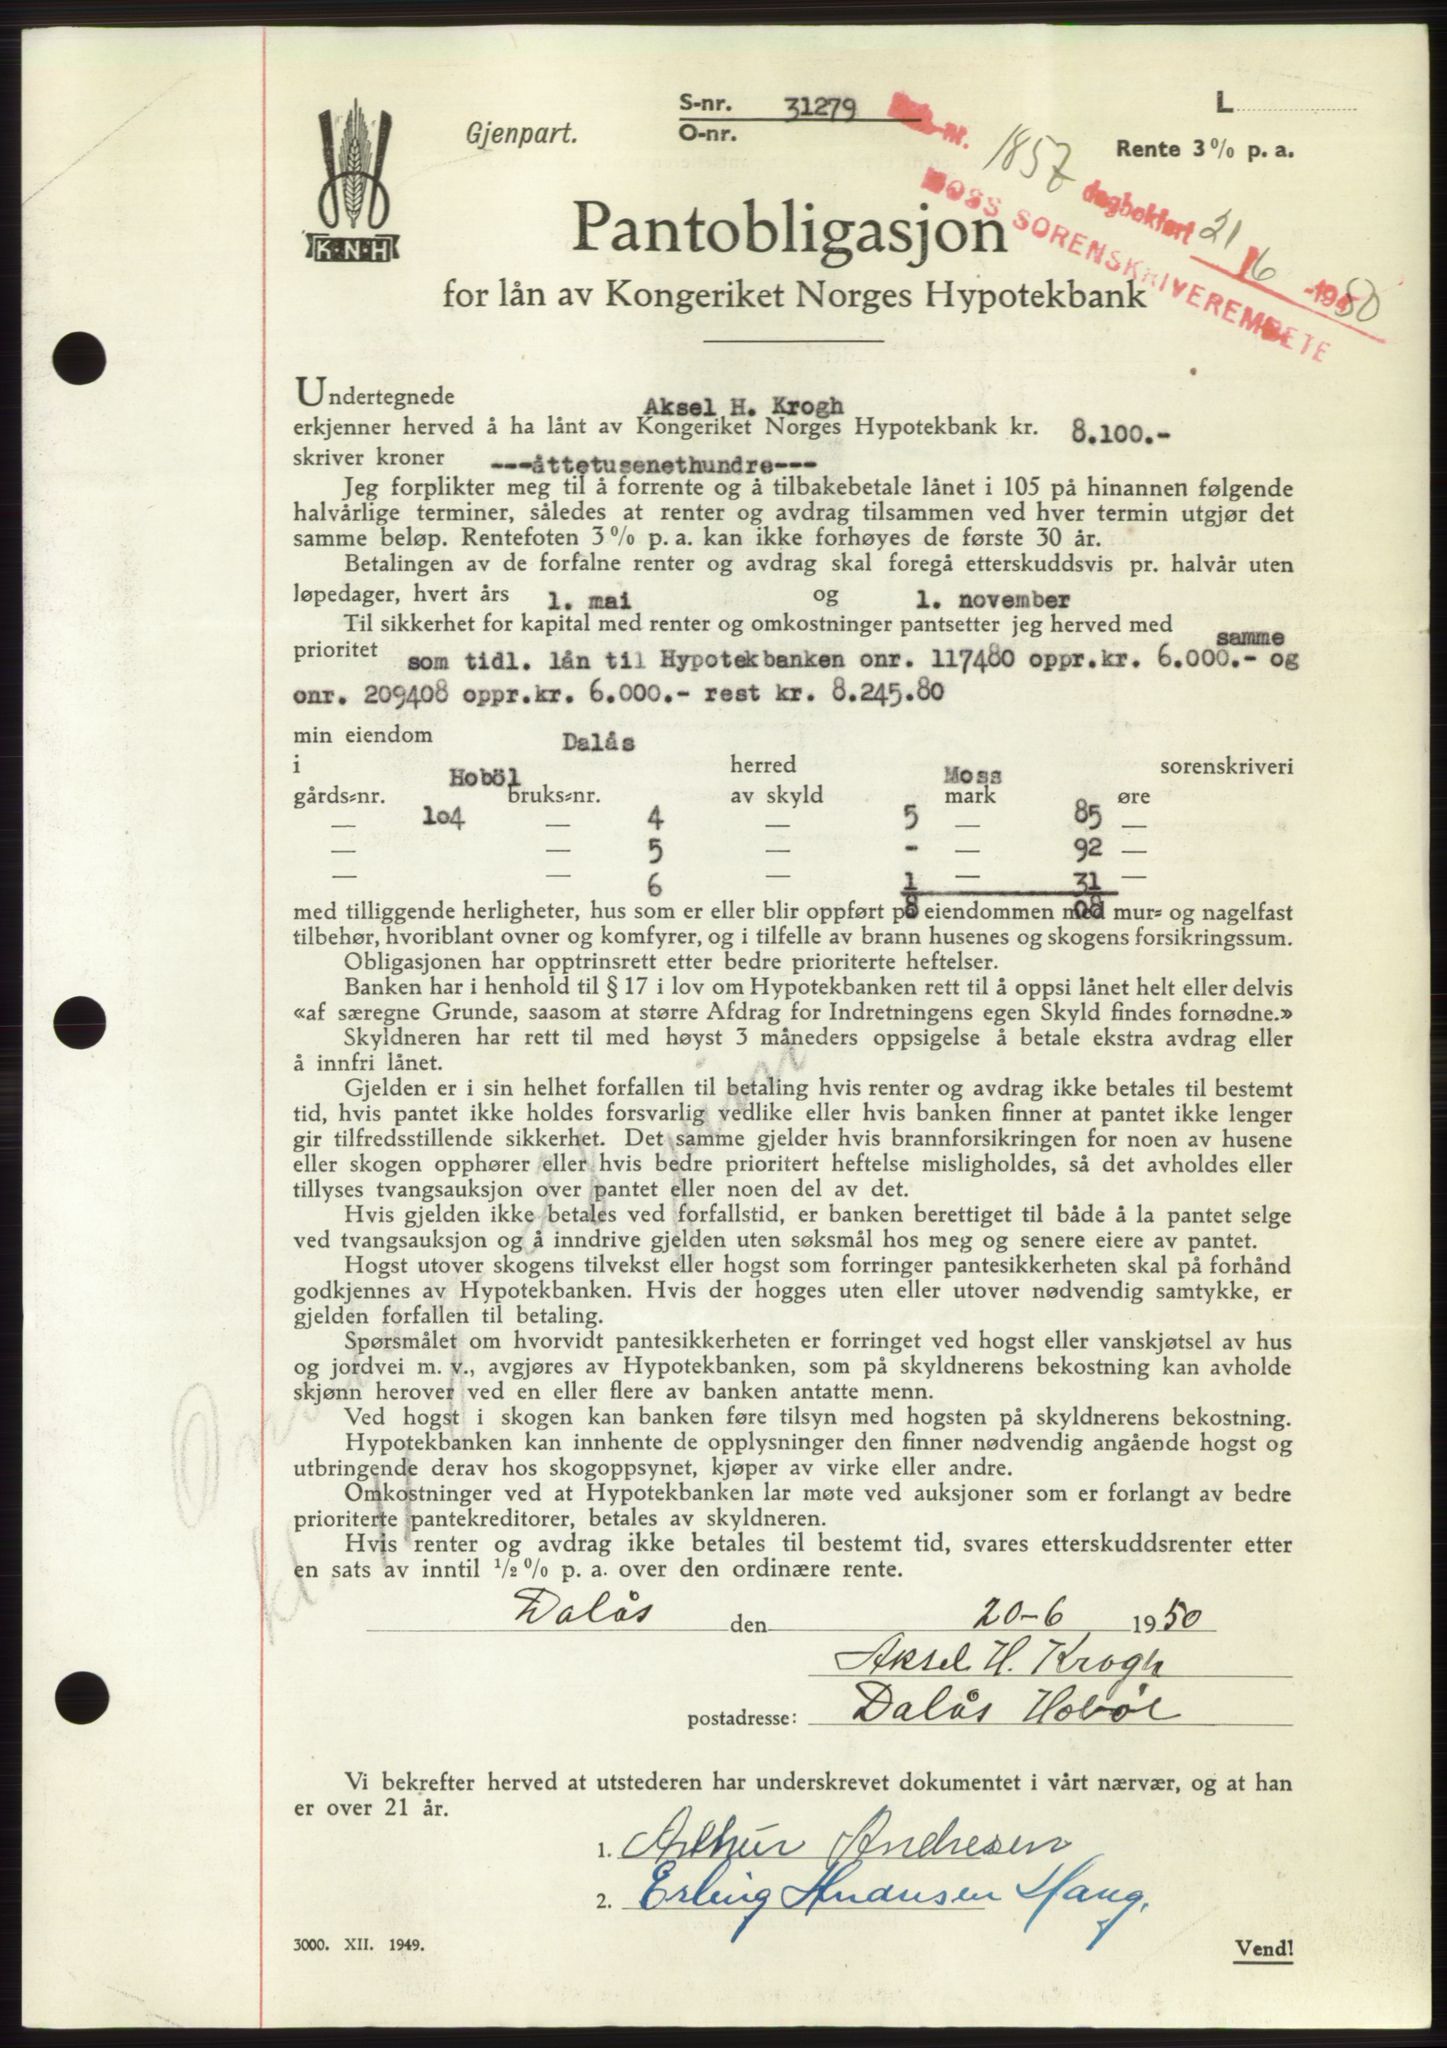 S-nr. 31279
O-nr.
L
Gjenpart.
Rente 3% p. a.
-nr. 1857 dagbokført 21/6 - 1950
MOSS SORENSKRIVEREMBETE
K·N·H
Pantobligasjon
for lån av Kongeriket Norges Hypotekbank
Undertegnede Aksel H. Krogh
erkjenner herved å ha lånt av Kongeriket Norges Hypotekbank kr. 8.100.-
skriver kroner ---åttetusenethundre---
Jeg forplikter meg til å forrente og å tilbakebetale lånet i 105 på hinannen følgende
halvårlige terminer, således at renter og avdrag tilsammen ved hver termin utgjør det
samme beløp. Rentefoten 3% p. a. kan ikke forhøyes de første 30 år.
Betalingen av de forfalne renter og avdrag skal foregå etterskuddsvis pr. halvår uten
løpedager, hvert års 1. mai og 1. november
Til sikkerhet for kapital med renter og omkostninger pantsetter jeg herved med samme
prioritet som tidl. lån til Hypotekbanken onr. 117480 oppr.kr. 6.000.- og
onr. 209408 oppr.kr. 6.000.- rest kr. 8.245.80
min eiendom Dalås
i Hoböl herred Moss sorenskriveri
gårds-nr. bruks-nr. av skyld mark øre
— 104 — 4 — 5 — 85 —
— — 5 — - — 92 —
— — 6 — 1 — 31 —
8 08
med tilliggende herligheter, hus som er eller blir oppført på eiendommen med mur- og nagelfast
tilbehør, hvoriblant ovner og komfyrer, og i tilfelle av brann husenes og skogens forsikringssum.
Obligasjonen har opptrinsrett etter bedre prioriterte heftelser.
Banken har i henhold til § 17 i lov om Hypotekbanken rett til å oppsi lånet helt eller delvis
«af særegne Grunde, saasom at større Afdrag for Indretningens egen Skyld findes fornødne.»
Skyldneren har rett til med høyst 3 måneders oppsigelse å betale ekstra avdrag eller
å innfri lånet.
Gjelden er i sin helhet forfallen til betaling hvis renter og avdrag ikke betales til bestemt
tid, hvis pantet ikke holdes forsvarlig vedlike eller hvis banken finner at pantet ikke lenger
gir tilfredsstillende sikkerhet. Det samme gjelder hvis brannforsikringen for noen av husene
eller skogen opphører eller hvis bedre prioritert heftelse misligholdes, så det avholdes eller
tillyses tvangsauksjon over pantet eller noen del av det.
Hvis gjelden ikke betales ved forfallstid, er banken berettiget til både å la pantet selge
ved tvangsauksjon og å inndrive gjelden uten søksmål hos meg og senere eiere av pantet.
Hogst utover skogens tilvekst eller hogst som forringer pantesikkerheten skal på forhånd
godkjennes av Hypotekbanken. Hvis der hogges uten eller utover nødvendig samtykke, er
gjelden forfallen til betaling.
Spørsmålet om hvorvidt pantesikkerheten er forringet ved hogst eller vanskjøtsel av hus
og jordvei m. v., avgjøres av Hypotekbanken, som på skyldnerens bekostning kan avholde
skjønn herover ved en eller flere av banken antatte menn.
Ved hogst i skogen kan banken føre tilsyn med hogsten på skyldnerens bekostning.
Hypotekbanken kan innhente de opplysninger den finner nødvendig angående hogst og
utbringende derav hos skogoppsynet, kjøper av virke eller andre.
Omkostninger ved at Hypotekbanken lar møte ved auksjoner som er forlangt av bedre
prioriterte pantekreditorer, betales av skyldneren.
Hvis renter og avdrag ikke betales til bestemt tid, svares etterskuddsrenter etter
en sats av inntil ½% p. a. over den ordinære rente.
Dalås den 20-6 1950
Aksel H. Krogh
postadresse: Dalås Hobøl
Vi bekrefter herved at utstederen har underskrevet dokumentet i vårt nærvær, og at han
er over 21 år.
1. Arthur Andresen
2. Erling Haug.
3000. XII. 1949.
Vend!